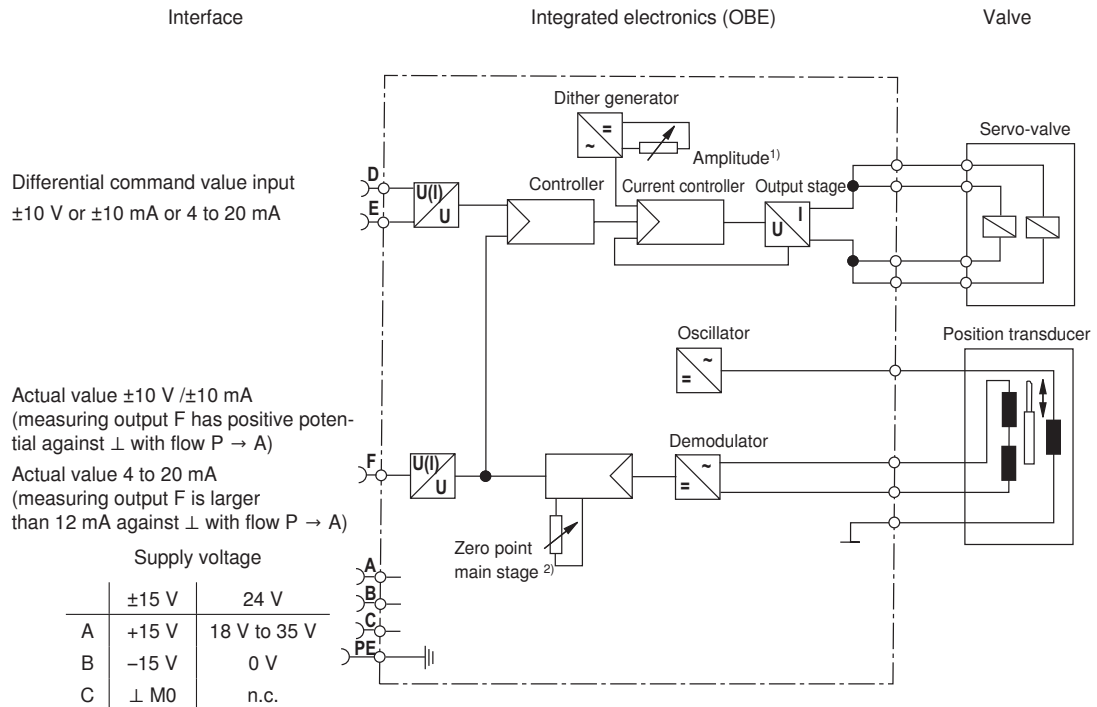 Interface
Integrated electronics (OBE)
Valve
Dither generator
=
~
Amplitude¹⁾
Servo-valve
Differential command value input
±10 V or ±10 mA or 4 to 20 mA
D
E
U(I)
U
Controller
Current controller
Output stage
U
I
Oscillator
~
=
Position transducer
Actual value ±10 V /±10 mA
(measuring output F has positive poten-
tial against ⊥ with flow P → A)
Actual value 4 to 20 mA
(measuring output F is larger
than 12 mA against ⊥ with flow P → A)
F
U(I)
U
Demodulator
~
=
Zero point
main stage ²⁾
Supply voltage
±15 V 24 V
A +15 V 18 V to 35 V
B –15 V 0 V
C ⊥ M0 n.c.
A
B
C
PE